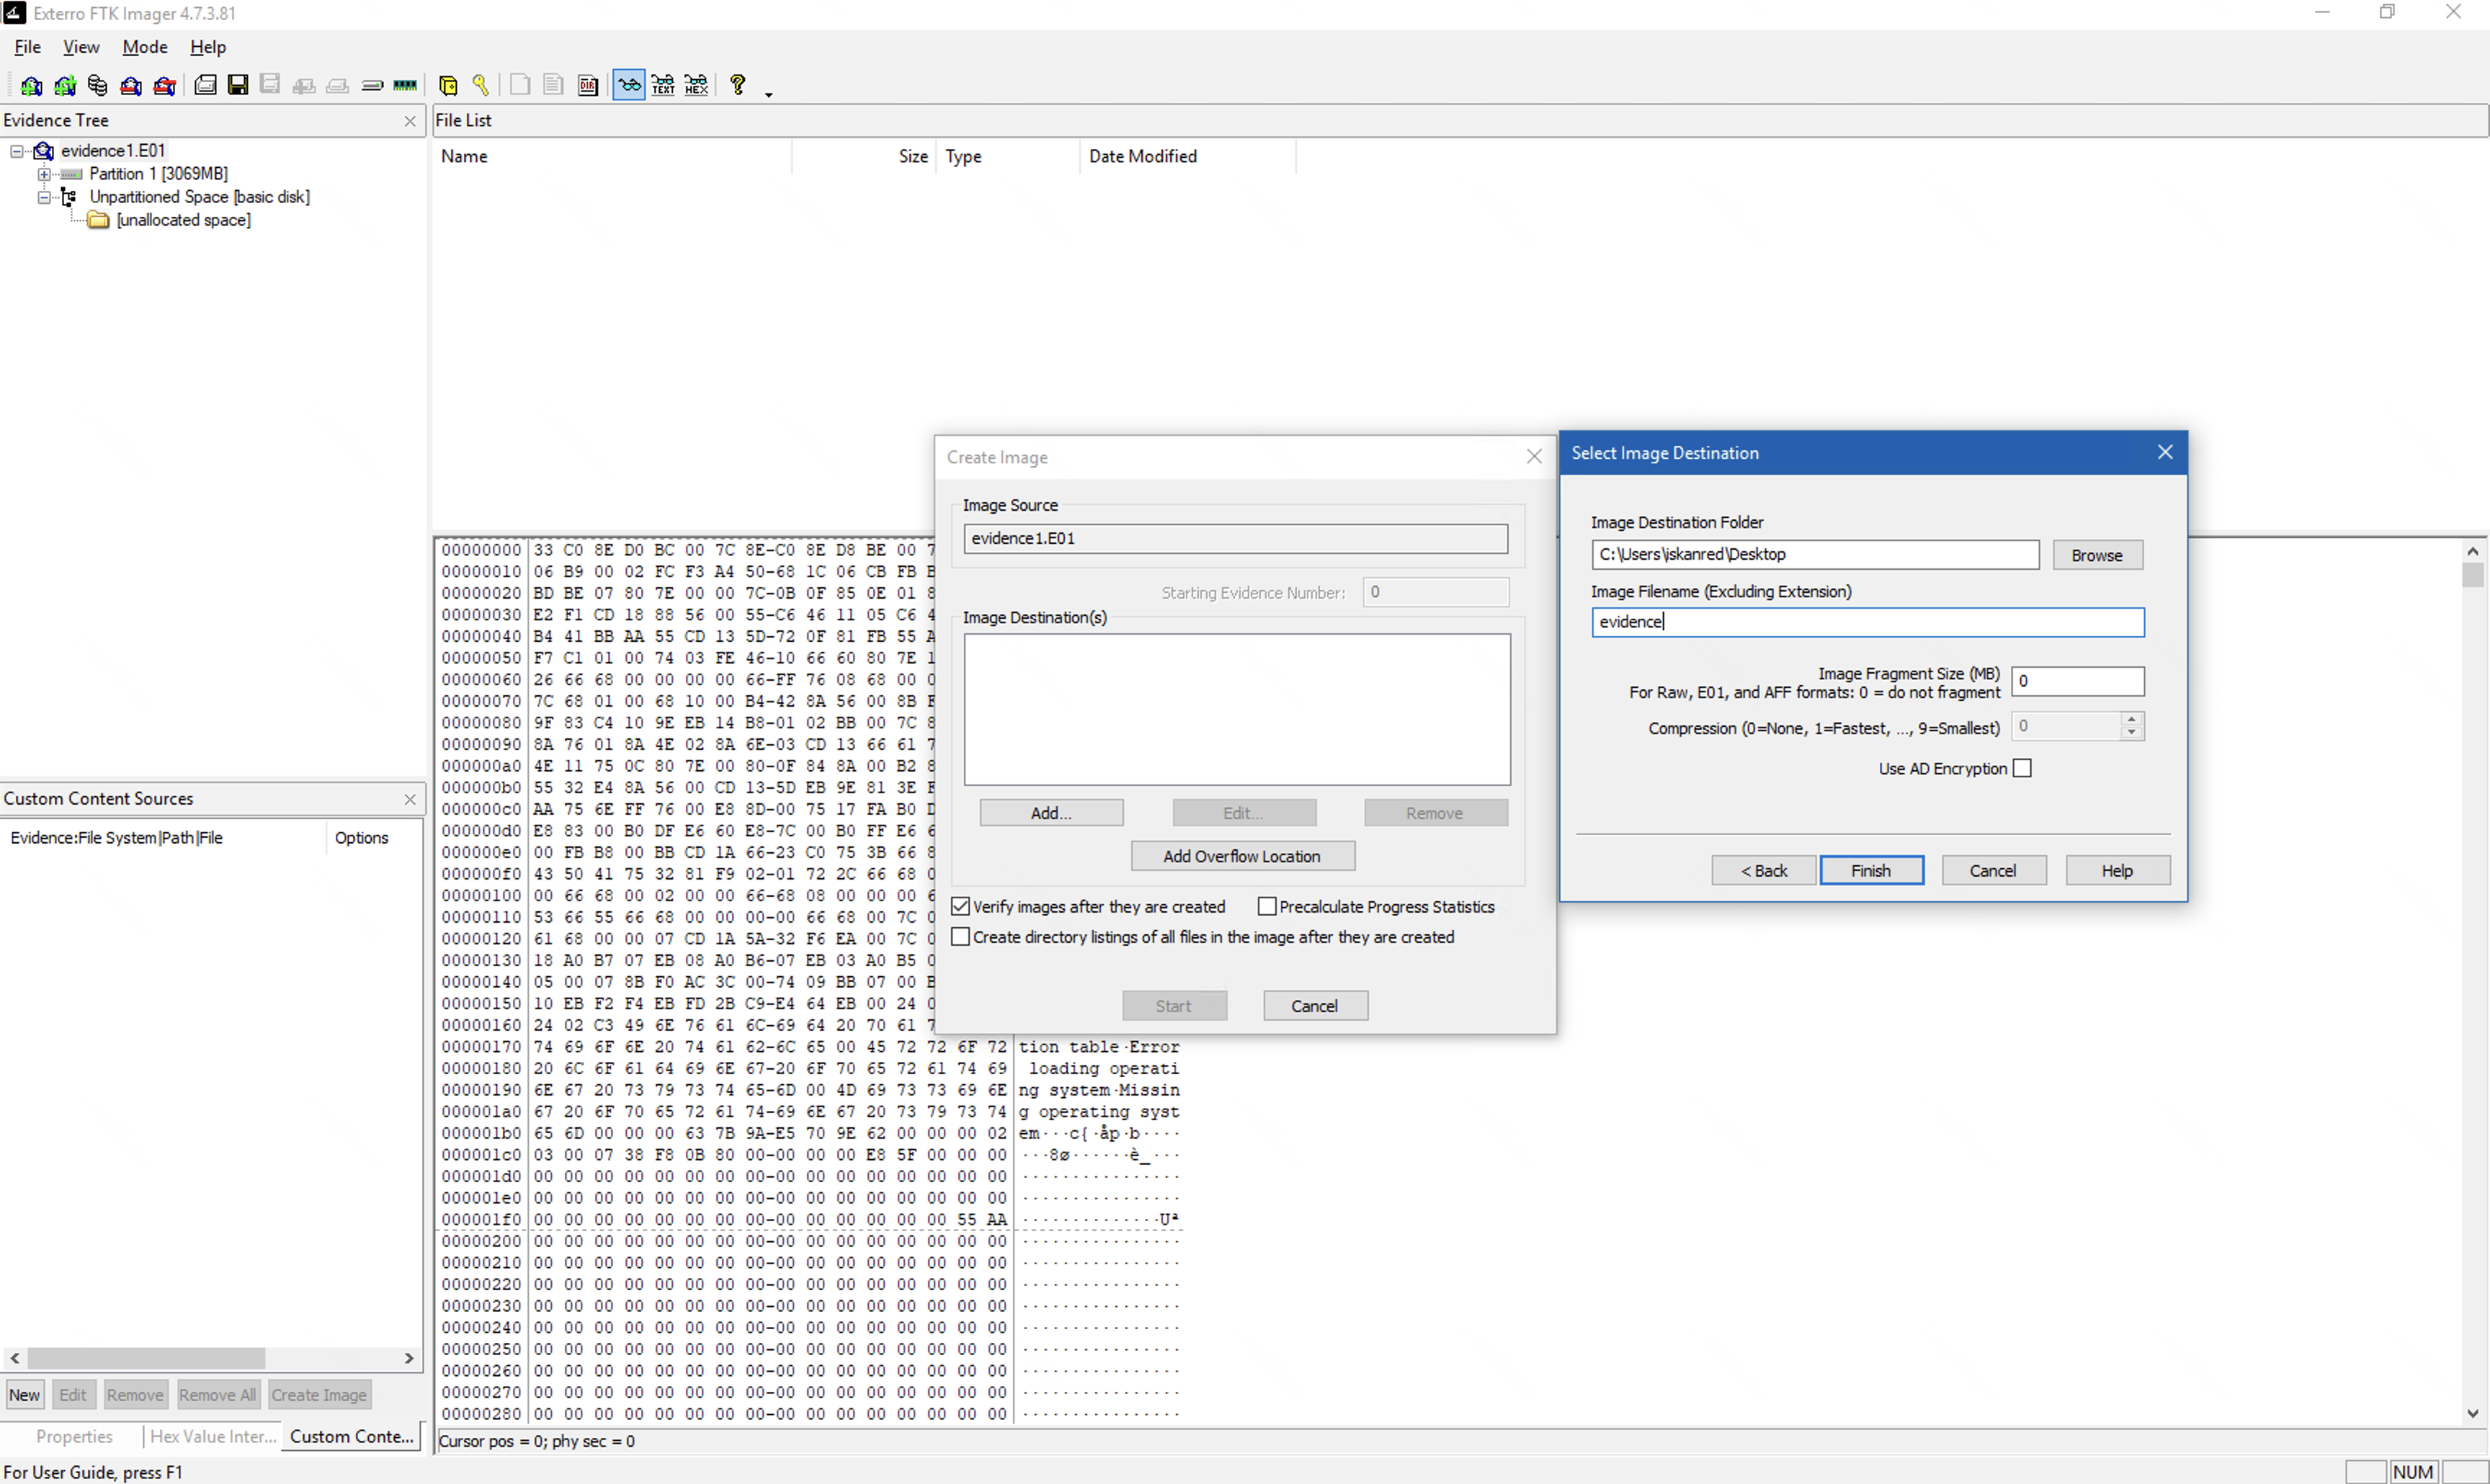 Exterro FTK Imager 4.7.3.81
File View Mode Help
Evidence Tree
File List
evidence1.E01
Partition 1 [3069MB]
Unpartitioned Space [basic disk]
[unallocated space]
Name Size Type Date Modified
Custom Content Sources
Evidence:File System|Path|File Options
New Edit Remove Remove All Create Image
Properties Hex Value Inter... Custom Conte...
00000000 33 C0 8E D0 BC 00 7C 8E-C0 8E D8 BE 00
00000010 06 B9 00 02 FC F3 A4 50-68 1C 06 CB FB
00000020 BD BE 07 80 7E 00 00 7C-0B 0F 85 0E 01
00000030 E2 F1 CD 18 88 56 00 55-C6 46 11 05 C6
00000040 B4 41 BB AA 55 CD 13 5D-72 0F 81 FB 55
00000050 F7 C1 01 00 74 03 FE 46-10 66 60 80 7E
00000060 26 66 68 00 00 00 00 66-FF 76 08 68 00
00000070 7C 68 01 00 68 10 00 B4-42 8A 56 00 8B
00000080 9F 83 C4 10 9E EB 14 B8-01 02 BB 00 7C
00000090 8A 76 01 8A 4E 02 8A 6E-03 CD 13 66 61
000000a0 4E 11 75 0C 80 7E 00 80-0F 84 8A 00 B2
000000b0 55 32 E4 8A 56 00 CD 13-5D EB 9E 81 3E
000000c0 AA 75 6E FF 76 00 E8 8D-00 75 17 FA B0
000000d0 E8 83 00 B0 DF E6 60 E8-7C 00 B0 FF E6
000000e0 00 FB B8 00 BB CD 1A 66-23 C0 75 3B 66
000000f0 43 50 41 75 32 81 F9 02-01 72 2C 66 68
00000100 00 66 68 00 02 00 00 66-68 08 00 00 00
00000110 53 66 55 66 68 00 00 00-00 66 68 00 7C
00000120 61 68 00 00 07 CD 1A 5A-32 F6 EA 00 7C
00000130 18 A0 B7 07 EB 08 A0 B6-07 EB 03 A0 B5
00000140 05 00 07 8B F0 AC 3C 00-74 09 BB 07 00
00000150 10 EB F2 F4 EB FD 2B C9-E4 64 EB 00 24
00000160 24 02 C3 49 6E 76 61 6C-69 64 20 70 61
00000170 74 69 6F 6E 20 74 61 62-6C 65 00 45 72 72 6F 72 tion table·Error
00000180 20 6C 6F 61 64 69 6E 67-20 6F 70 65 72 61 74 69 loading operati
00000190 6E 67 20 73 79 73 74 65-6D 00 4D 69 73 73 69 6E ng system·Missin
000001a0 67 20 6F 70 65 72 61 74-69 6E 67 20 73 79 73 74 g operating syst
000001b0 65 6D 00 00 00 63 7B 9A-E5 70 9E 62 00 00 00 02 em···c{·åp·b····
000001c0 03 00 07 38 F8 0B 80 00-00 00 00 E8 5F 00 00 00 ···8ø······è_···
000001d0 00 00 00 00 00 00 00 00-00 00 00 00 00 00 00 00 ················
000001e0 00 00 00 00 00 00 00 00-00 00 00 00 00 00 00 00 ················
000001f0 00 00 00 00 00 00 00 00-00 00 00 00 00 00 55 AA ··············Uª
00000200 00 00 00 00 00 00 00 00-00 00 00 00 00 00 00 00 ················
00000210 00 00 00 00 00 00 00 00-00 00 00 00 00 00 00 00 ················
00000220 00 00 00 00 00 00 00 00-00 00 00 00 00 00 00 00 ················
00000230 00 00 00 00 00 00 00 00-00 00 00 00 00 00 00 00 ················
00000240 00 00 00 00 00 00 00 00-00 00 00 00 00 00 00 00 ················
00000250 00 00 00 00 00 00 00 00-00 00 00 00 00 00 00 00 ················
00000260 00 00 00 00 00 00 00 00-00 00 00 00 00 00 00 00 ················
00000270 00 00 00 00 00 00 00 00-00 00 00 00 00 00 00 00 ················
00000280 00 00 00 00 00 00 00 00-00 00 00 00 00 00 00 00 ················
Cursor pos = 0; phy sec = 0
Create Image
Image Source
evidence1.E01
Starting Evidence Number: 0
Image Destination(s)
Add... Edit... Remove
Add Overflow Location
Verify images after they are created Precalculate Progress Statistics
Create directory listings of all files in the image after they are created
Start Cancel
Select Image Destination
Image Destination Folder
C:\Users\iskanred\Desktop Browse
Image Filename (Excluding Extension)
evidence
Image Fragment Size (MB) 0
For Raw, E01, and AFF formats: 0 = do not fragment
Compression (0=None, 1=Fastest, ..., 9=Smallest) 0
Use AD Encryption
< Back Finish Cancel Help
For User Guide, press F1
NUM